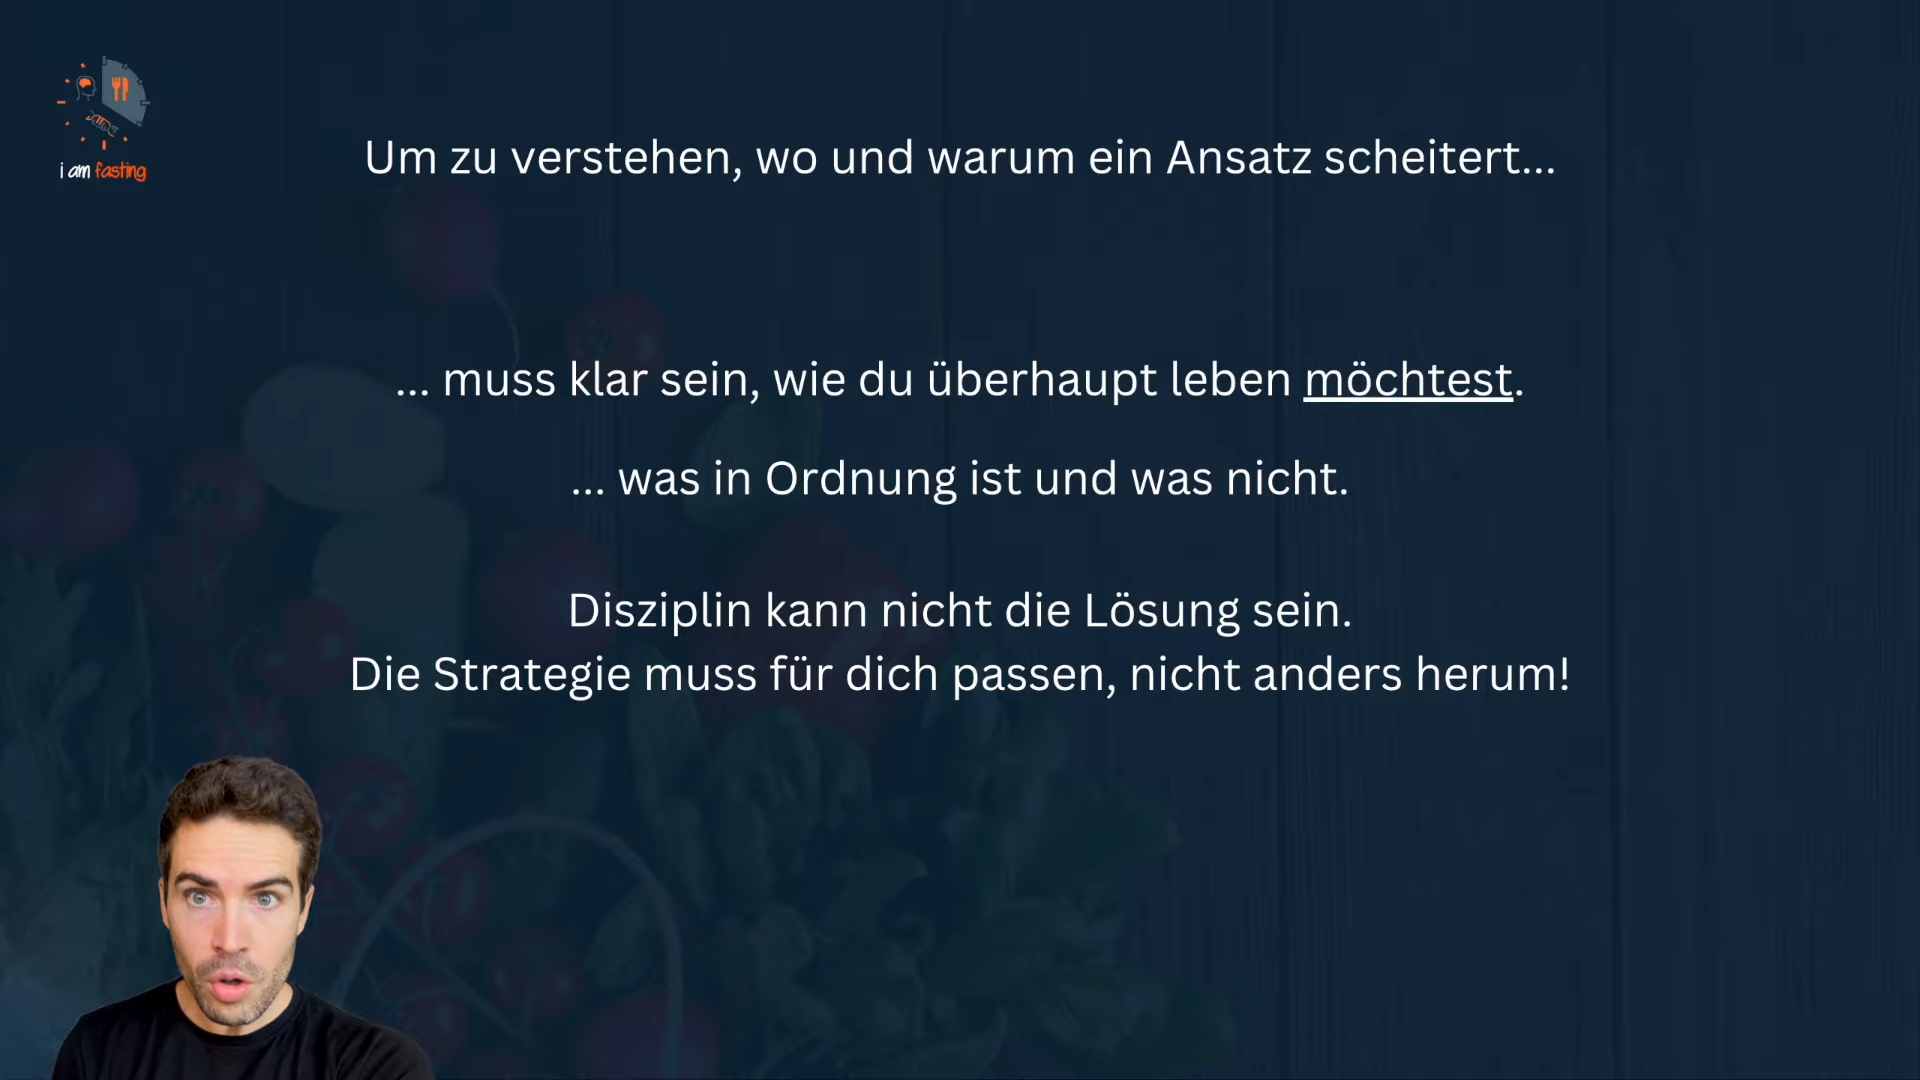 i am fasting
Um zu verstehen, wo und warum ein Ansatz scheitert...
... muss klar sein, wie du überhaupt leben möchtest.
... was in Ordnung ist und was nicht.
Disziplin kann nicht die Lösung sein.
Die Strategie muss für dich passen, nicht anders herum!